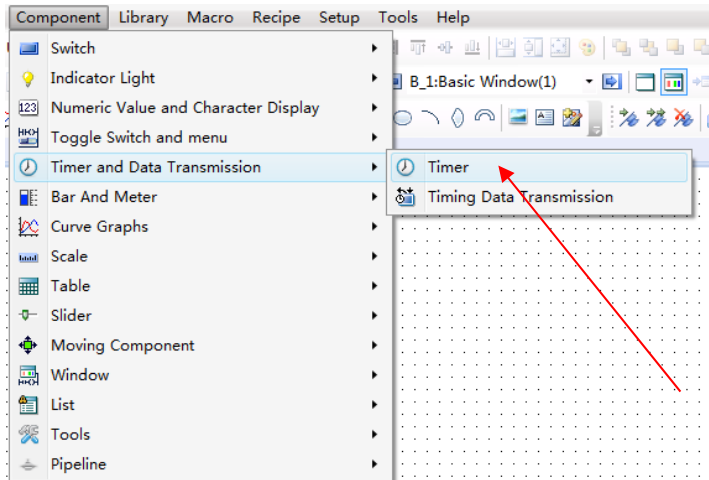 Component Library Macro Recipe Setup Tools Help
Switch
B_1:Basic Window(1)
Indicator Light
123 Numeric Value and Character Display
Toggle Switch and menu
Timer and Data Transmission
Timer
Bar And Meter
Timing Data Transmission
Curve Graphs
Scale
Table
Slider
Moving Component
Window
List
Tools
Pipeline